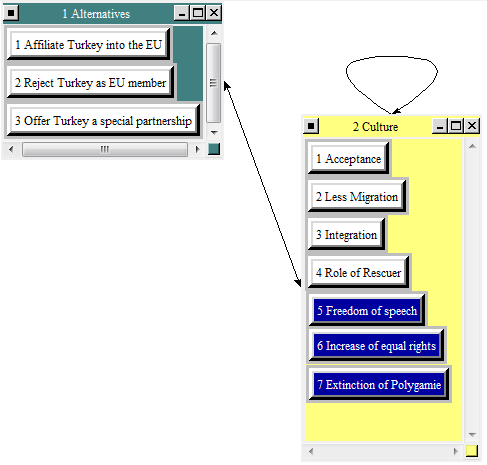 1 Alternatives
1 Affiliate Turkey into the EU
2 Reject Turkey as EU member
3 Offer Turkey a special partnership
2 Culture
1 Acceptance
2 Less Migration
3 Integration
4 Role of Rescuer
5 Freedom of speech
6 Increase of equal rights
7 Extinction of Polygamie